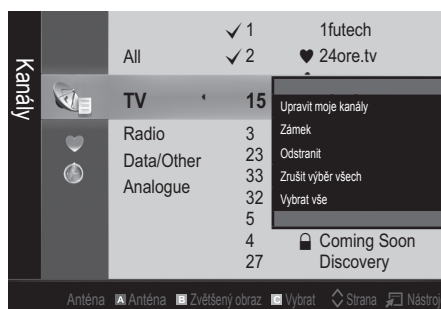 Kanály
✓ 1 1futech
All ✓ 2 ♥ 24ore.tv
TV 15
Radio 3
Data/Other 23
Analogue 33
32
5
4 Coming Soon
27 Discovery
Upravit moje kanály
Zámek
Odstranit
Zrušit výběr všech
Vybrat vše
Anténa A Anténa B Zvětšený obraz C Vybrat Strana Nástroj